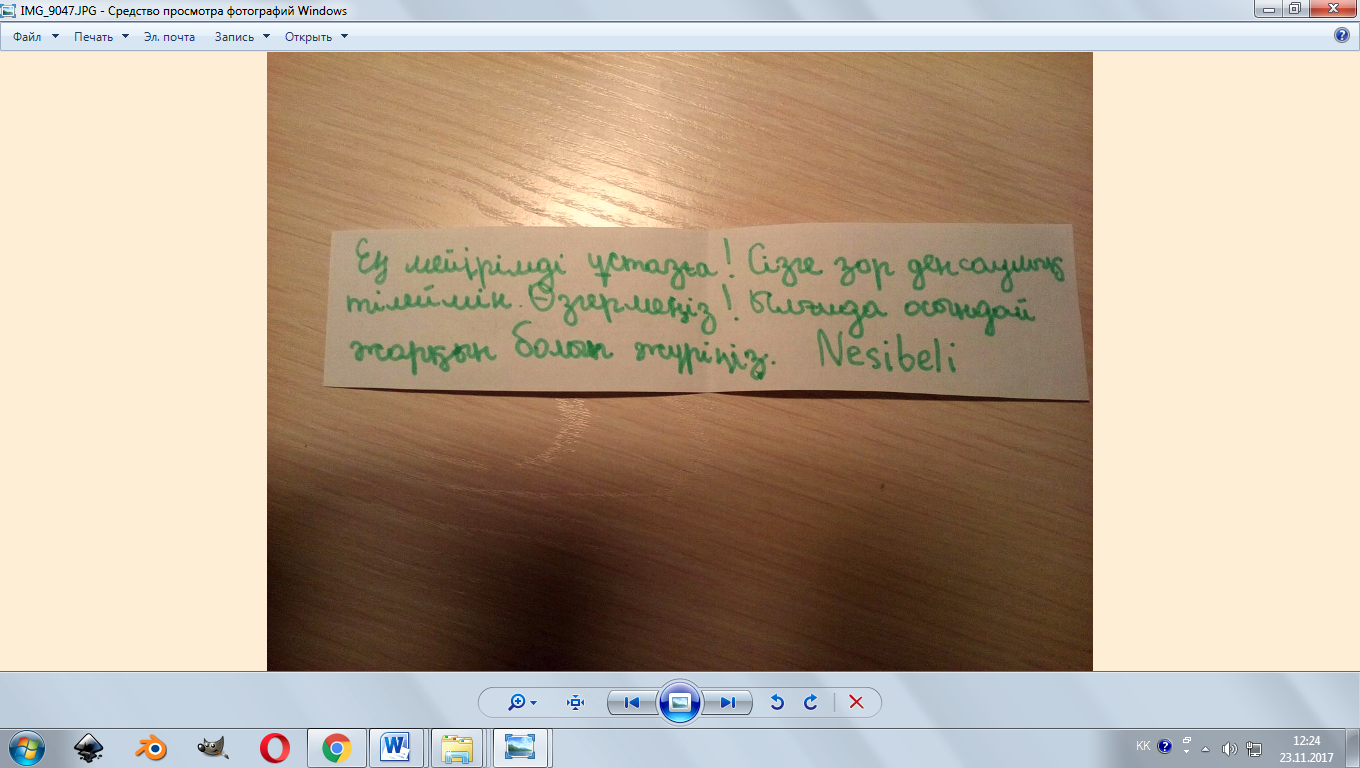 IMG_9047.JPG - Средство просмотра фотографий Windows
Файл Печать Эл. почта Запись Открыть
Ең мейірімді ұстазға! Сізге зор денсаулық
тілеймін. Өзгермеңіз! Ылғида осындай
жарқын болып жүріңіз. Nesibeli
KK
12:24
23.11.2017